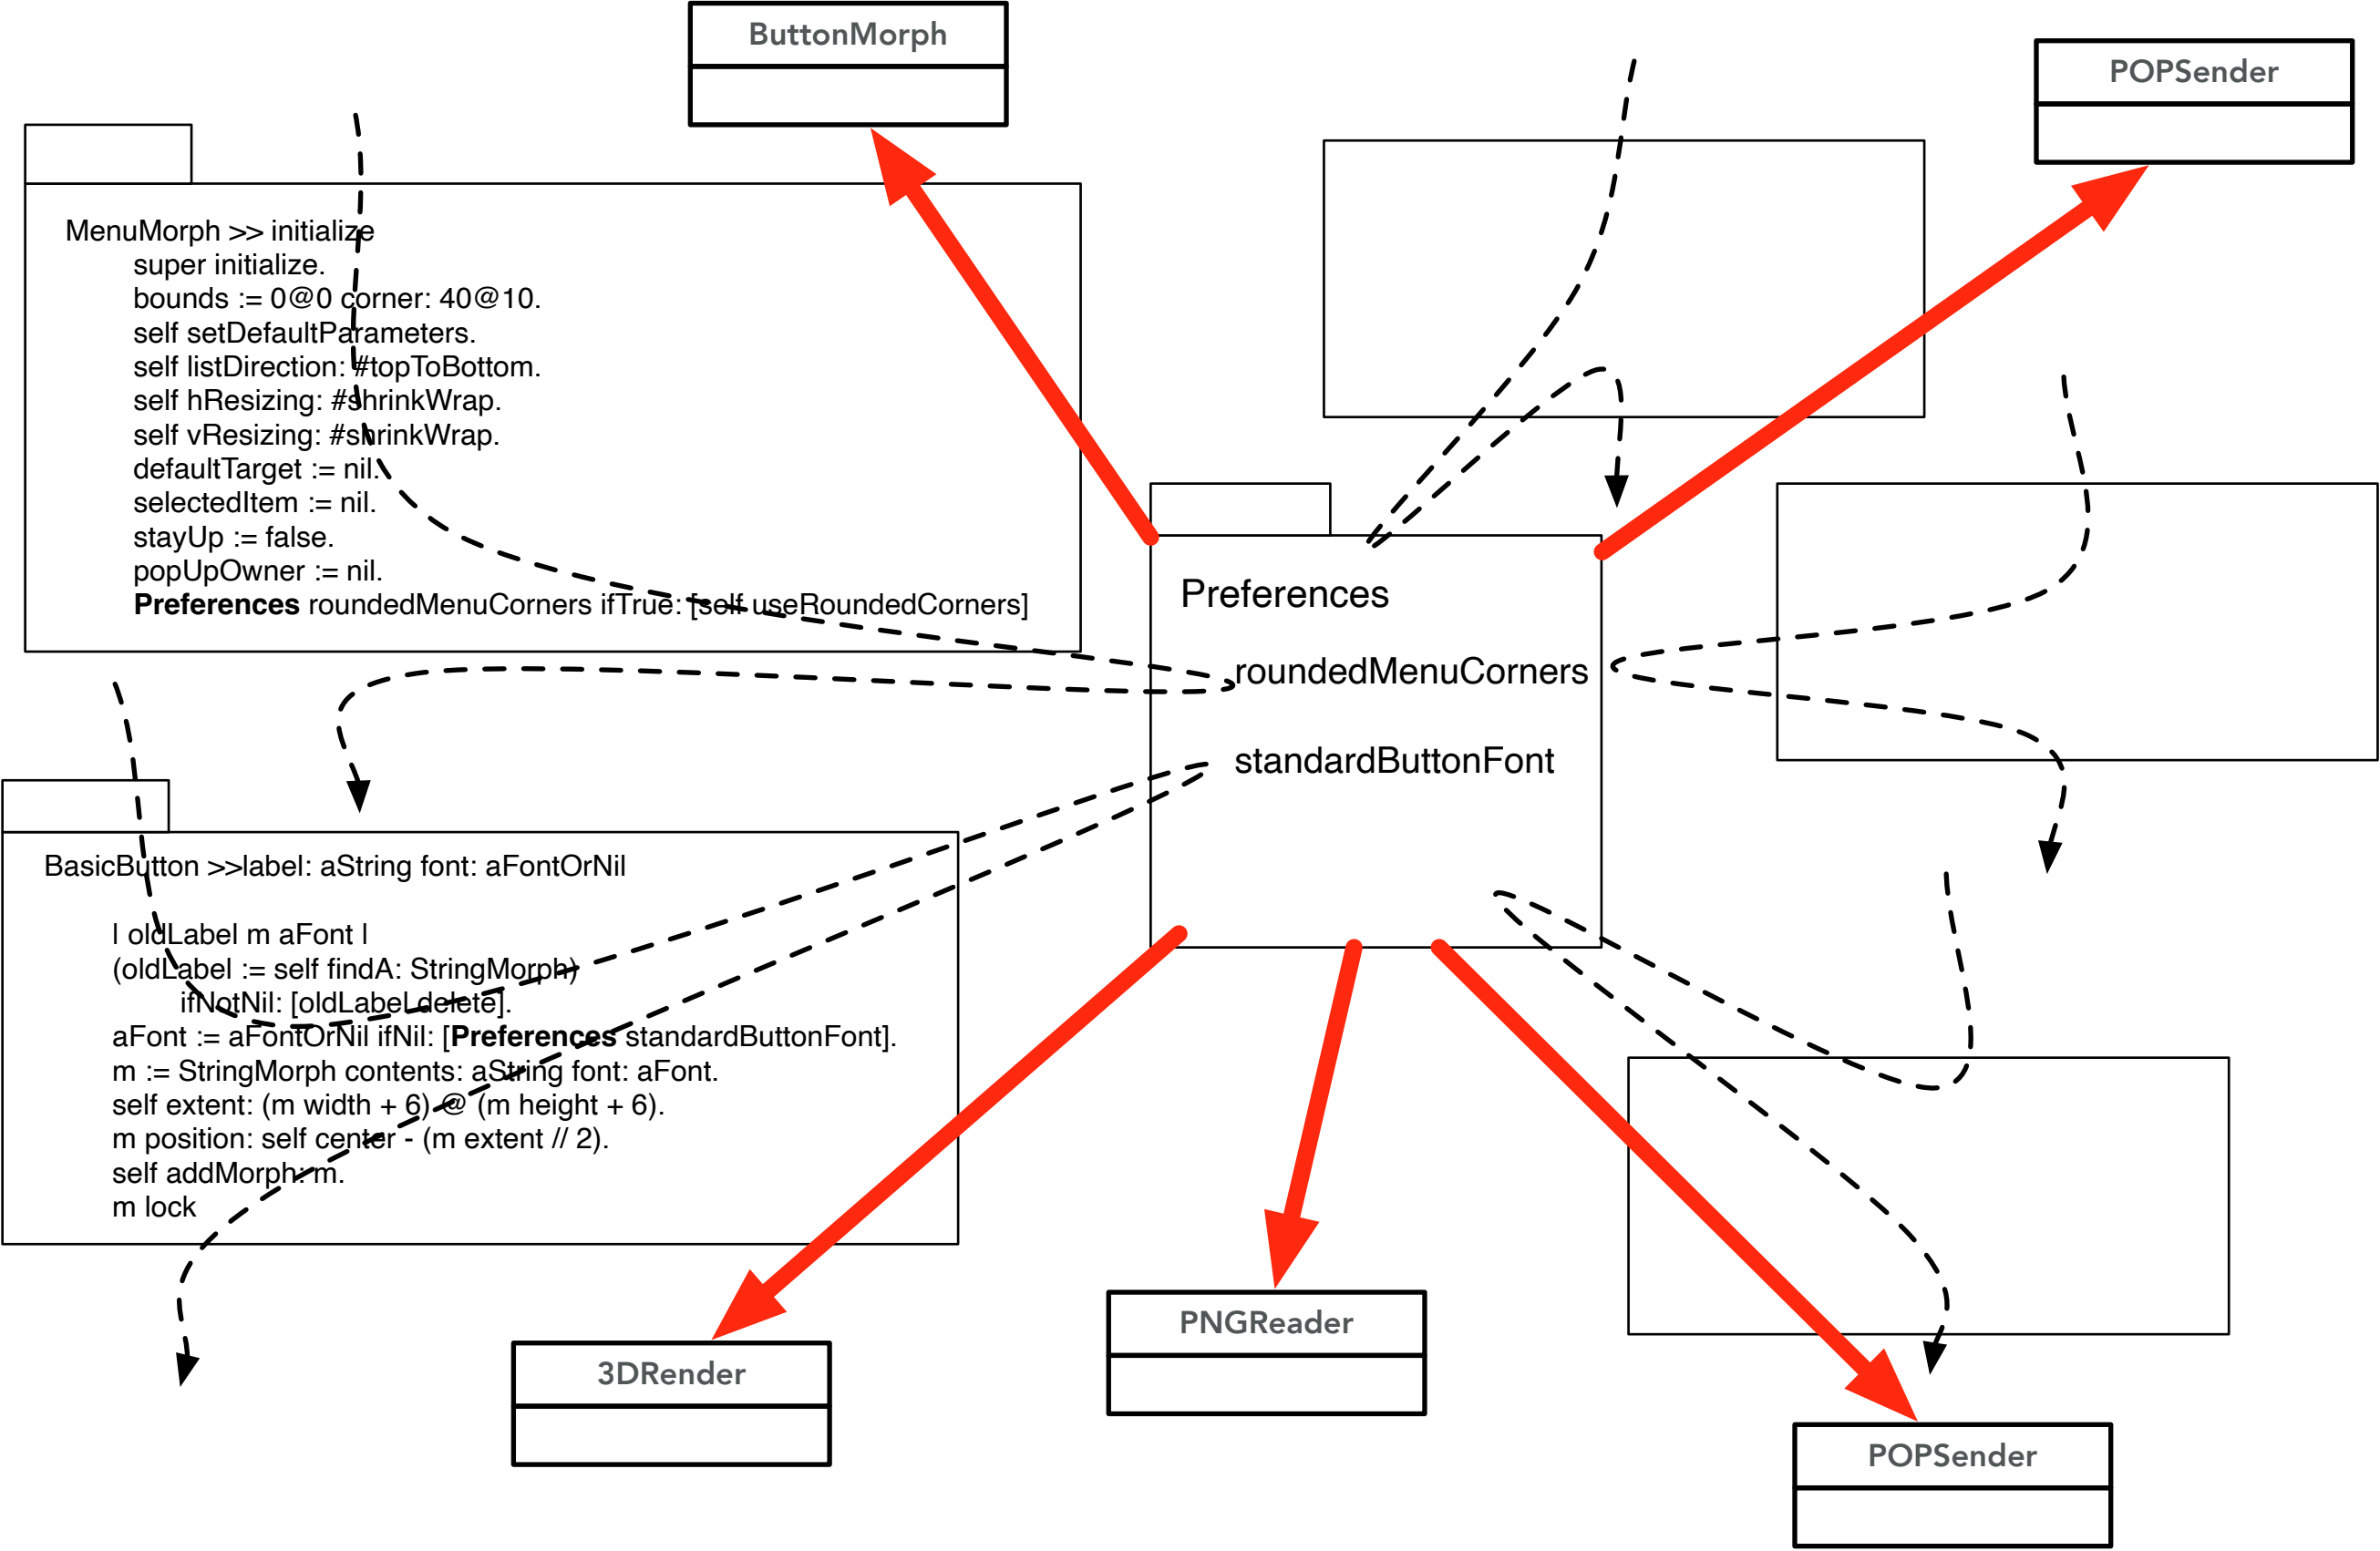 ButtonMorph
POPSender
MenuMorph >> initialize
super initialize.
bounds := 0@0 corner: 40@10.
self setDefaultParameters.
self listDirection: #topToBottom.
self hResizing: #shrinkWrap.
self vResizing: #shrinkWrap.
defaultTarget := nil.
selectedItem := nil.
stayUp := false.
popUpOwner := nil.
Preferences roundedMenuCorners ifTrue: [self useRoundedCorners]
Preferences
roundedMenuCorners
standardButtonFont
BasicButton >>label: aString font: aFontOrNil
| oldLabel m aFont |
(oldLabel := self findA: StringMorph)
ifNotNil: [oldLabel delete].
aFont := aFontOrNil ifNil: [Preferences standardButtonFont].
m := StringMorph contents: aString font: aFont.
self extent: (m width + 6) @ (m height + 6).
m position: self center - (m extent // 2).
self addMorph: m.
m lock
3DRender
PNGReader
POPSender